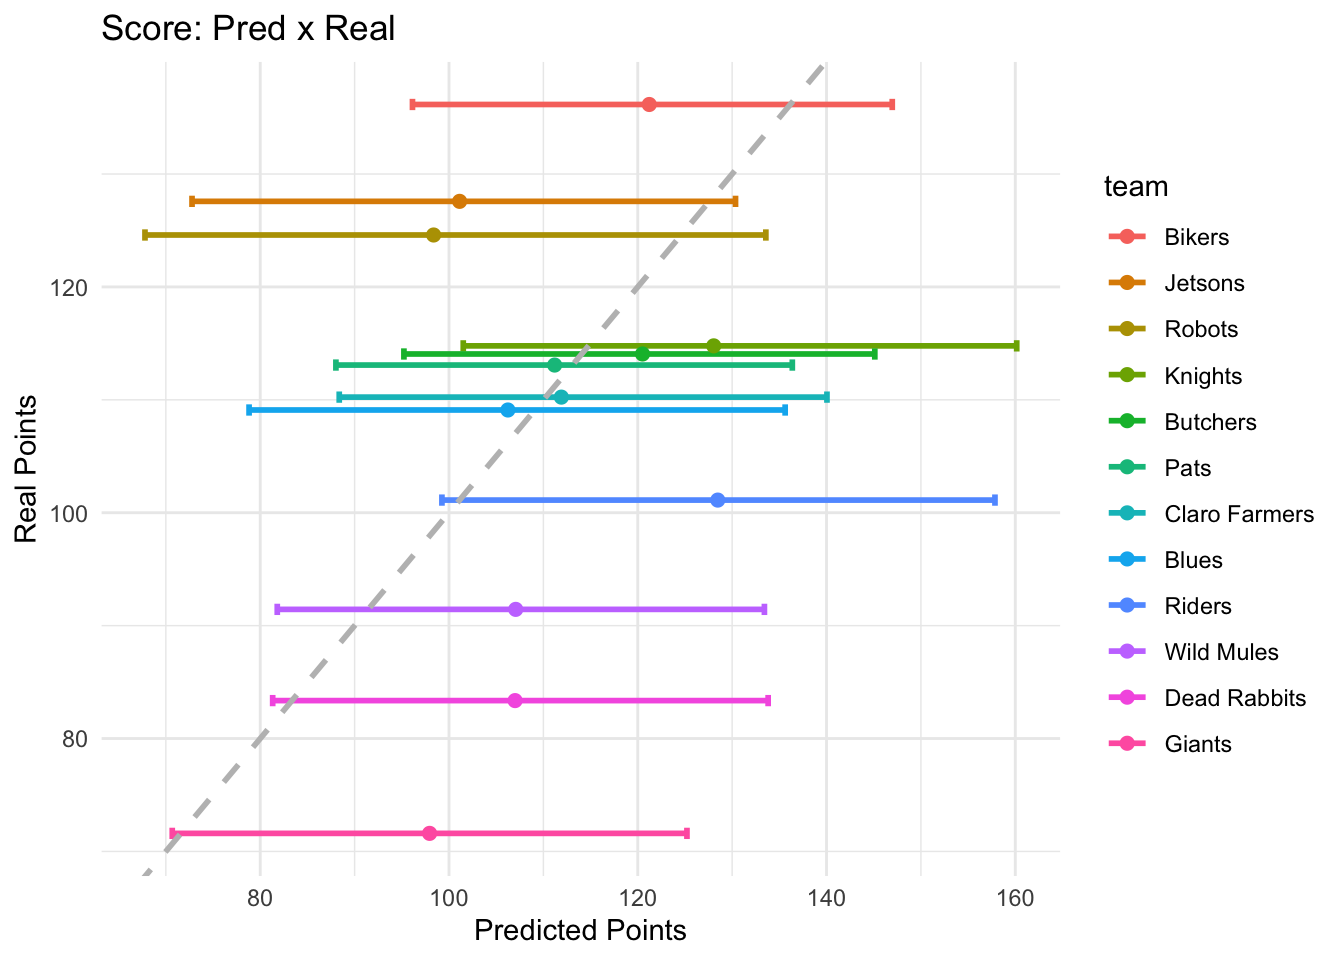 Score: Pred x Real
Real Points
120
100
80
80
100
120
140
160
Predicted Points
team
Bikers
Jetsons
Robots
Knights
Butchers
Pats
Claro Farmers
Blues
Riders
Wild Mules
Dead Rabbits
Giants